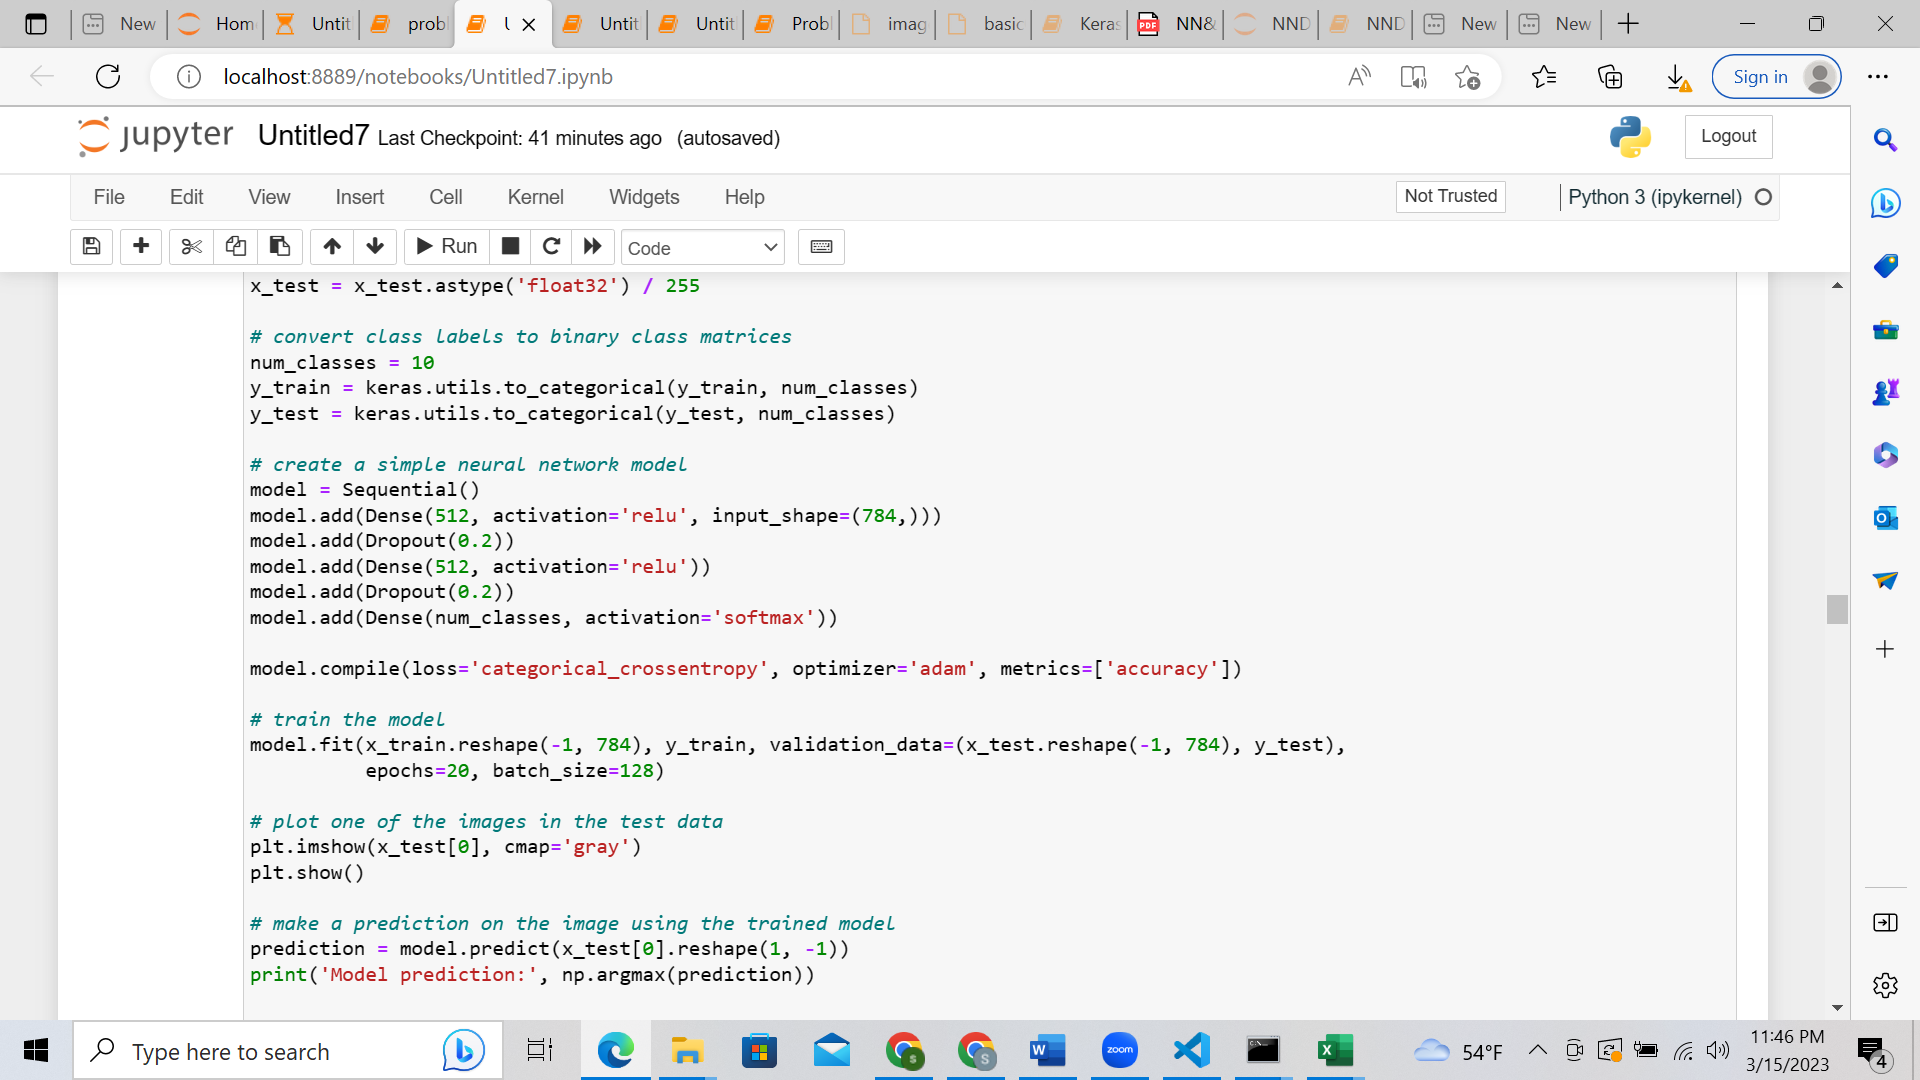 New
Hom
Untit
probl
U
Untit
Untit
Probl
imag
basic
Keras
NN&
NND
NND
New
New
localhost:8889/notebooks/Untitled7.ipynb
Sign in
jupyter Untitled7 Last Checkpoint: 41 minutes ago (autosaved)
Logout
File Edit View Insert Cell Kernel Widgets Help
Not Trusted
Python 3 (ipykernel)
Run
Code
x_test = x_test.astype('float32') / 255
# convert class labels to binary class matrices
num_classes = 10
y_train = keras.utils.to_categorical(y_train, num_classes)
y_test = keras.utils.to_categorical(y_test, num_classes)
# create a simple neural network model
model = Sequential()
model.add(Dense(512, activation='relu', input_shape=(784,)))
model.add(Dropout(0.2))
model.add(Dense(512, activation='relu'))
model.add(Dropout(0.2))
model.add(Dense(num_classes, activation='softmax'))
model.compile(loss='categorical_crossentropy', optimizer='adam', metrics=['accuracy'])
# train the model
model.fit(x_train.reshape(-1, 784), y_train, validation_data=(x_test.reshape(-1, 784), y_test),
epochs=20, batch_size=128)
# plot one of the images in the test data
plt.imshow(x_test[0], cmap='gray')
plt.show()
# make a prediction on the image using the trained model
prediction = model.predict(x_test[0].reshape(1, -1))
print('Model prediction:', np.argmax(prediction))
Type here to search
zoom
54°F
11:46 PM
3/15/2023
4